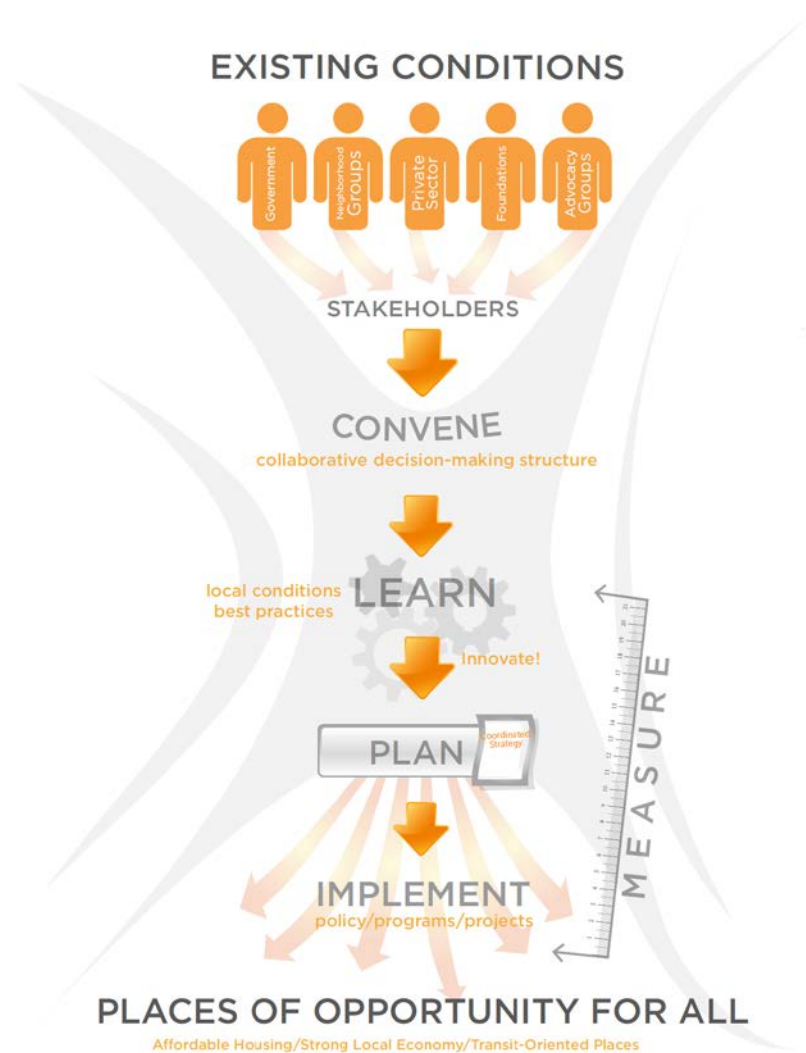 EXISTING CONDITIONS
Government
Neighborhood
Groups
Private
Sector
Foundations
Advocacy
Groups
STAKEHOLDERS
CONVENE
collaborative decision-making structure
local conditions
best practices
LEARN
Innovate!
PLAN
Coordinated
Strategy
MEASURE
IMPLEMENT
policy/programs/projects
PLACES OF OPPORTUNITY FOR ALL
Affordable Housing/Strong Local Economy/Transit-Oriented Places